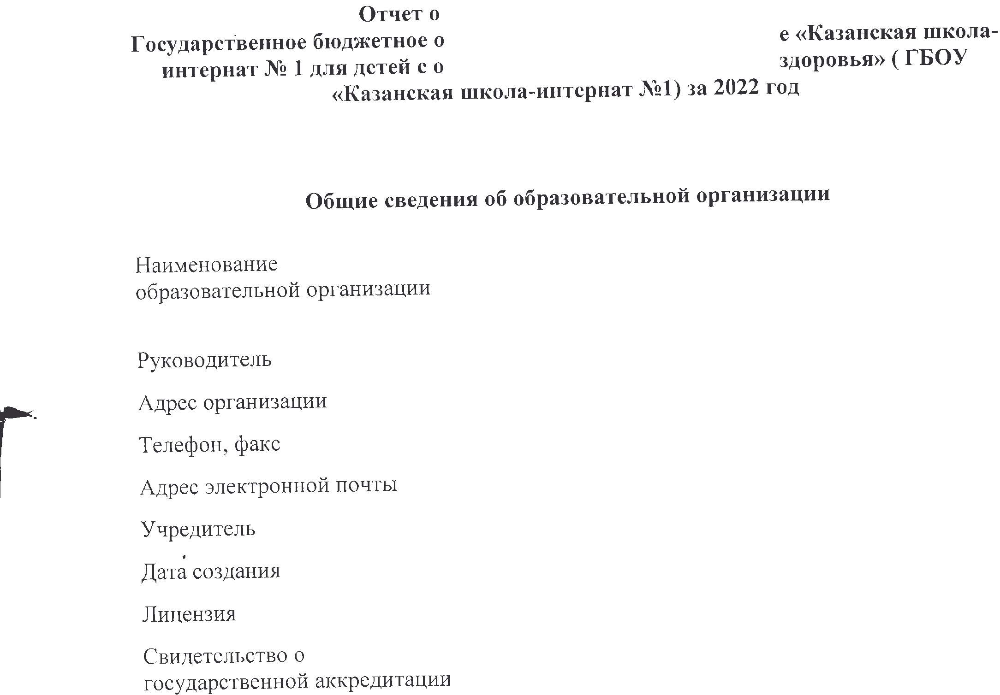 Отчет о
Государственное бюджетное о е «Казанская школа-
интернат № 1 для детей с о здоровья» ( ГБОУ
«Казанская школа-интернат №1) за 2022 год
Общие сведения об образовательной организации
Наименование
образовательной организации
Руководитель
Адрес организации
Телефон, факс
Адрес электронной почты
Учредитель
Дата создания
Лицензия
Свидетельство о
государственной аккредитации